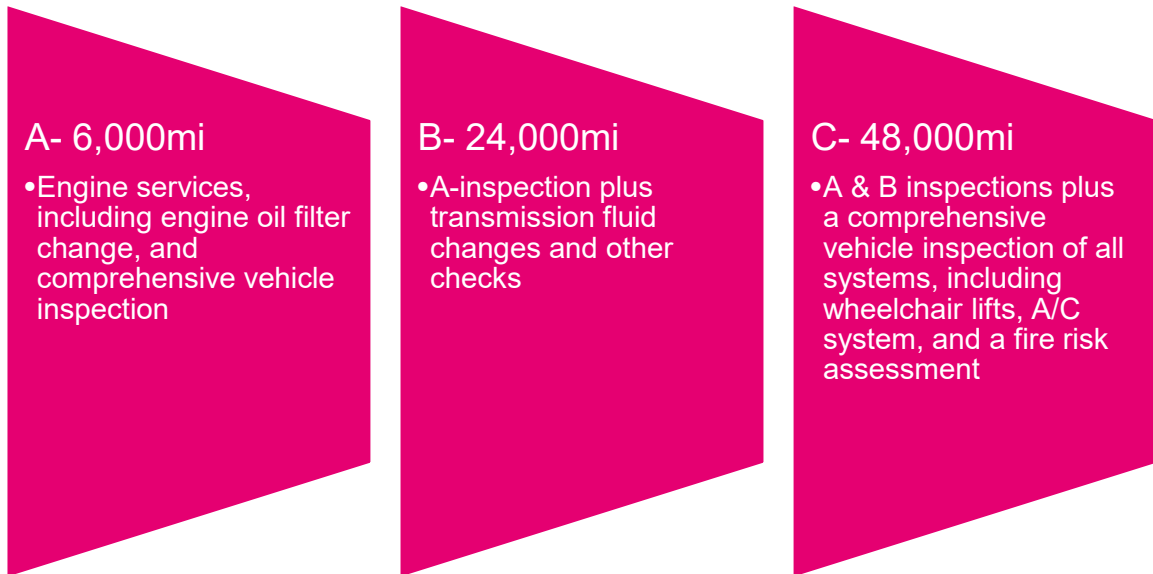 A- 6,000mi
•Engine services,
including engine oil filter
change, and
comprehensive vehicle
inspection
B- 24,000mi
•A-inspection plus
transmission fluid
changes and other
checks
C- 48,000mi
•A & B inspections plus
a comprehensive
vehicle inspection of all
systems, including
wheelchair lifts, A/C
system, and a fire risk
assessment